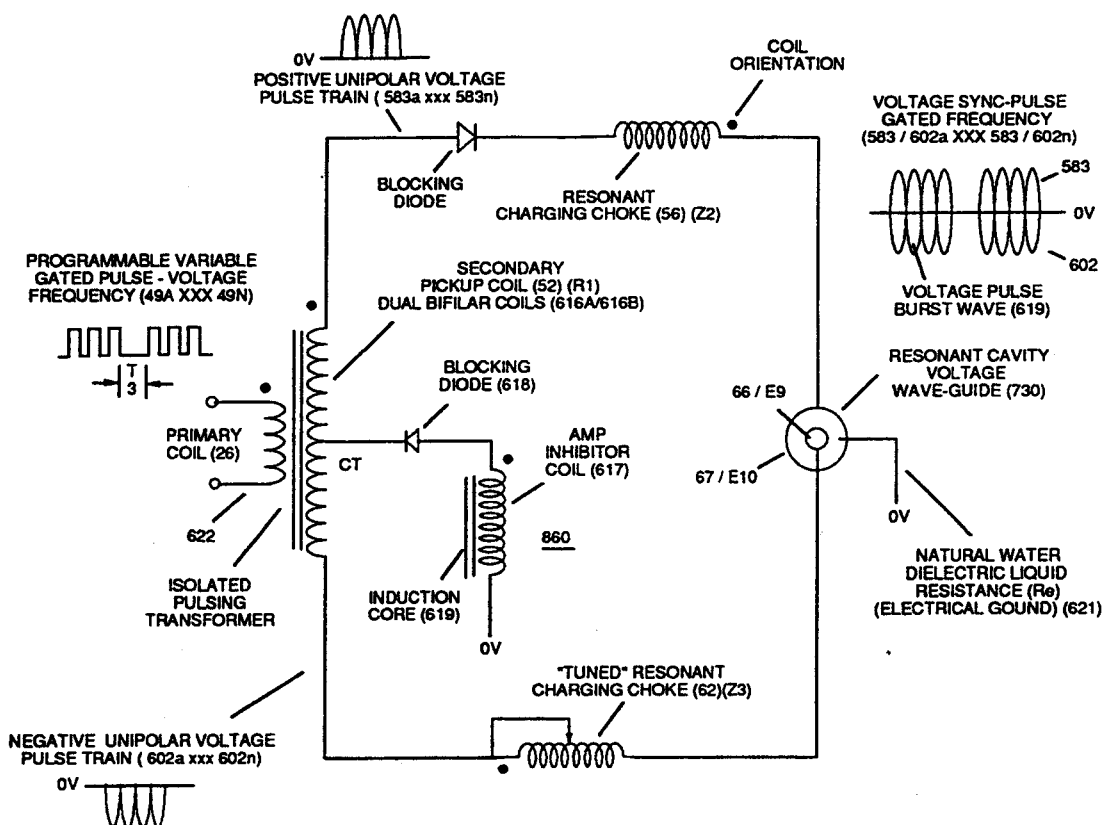 0V
POSITIVE UNIPOLAR VOLTAGE
PULSE TRAIN ( 583a xxx 583n)
COIL
ORIENTATION
VOLTAGE SYNC-PULSE
GATED FREQUENCY
(583 / 602a XXX 583 / 602n)
583
0V
602
VOLTAGE PULSE
BURST WAVE (619)
BLOCKING
DIODE
RESONANT
CHARGING CHOKE (56) (Z2)
PROGRAMMABLE VARIABLE
GATED PULSE - VOLTAGE
FREQUENCY (49A XXX 49N)
T
3
SECONDARY
PICKUP COIL (52) (R1)
DUAL BIFILAR COILS (616A/616B)
BLOCKING
DIODE (618)
RESONANT CAVITY
VOLTAGE
WAVE-GUIDE (730)
66 / E9
67 / E10
PRIMARY
COIL (26)
CT
AMP
INHIBITOR
COIL (617)
622
860
0V
ISOLATED
PULSING
TRANSFORMER
INDUCTION
CORE (619)
0V
NATURAL WATER
DIELECTRIC LIQUID
RESISTANCE (Re)
(ELECTRICAL GOUND) (621)
"TUNED" RESONANT
CHARGING CHOKE (62)(Z3)
NEGATIVE UNIPOLAR VOLTAGE
PULSE TRAIN ( 602a xxx 602n)
0V